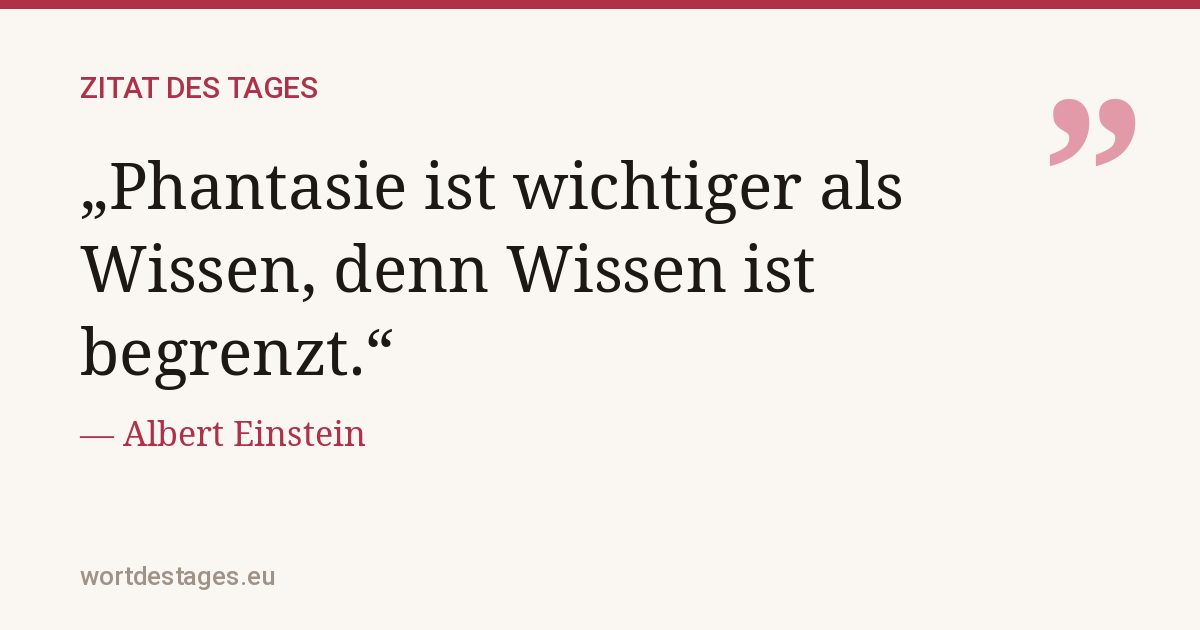 ZITAT DES TAGES
”
„Phantasie ist wichtiger als
Wissen, denn Wissen ist
begrenzt.“
— Albert Einstein
wortdestages.eu